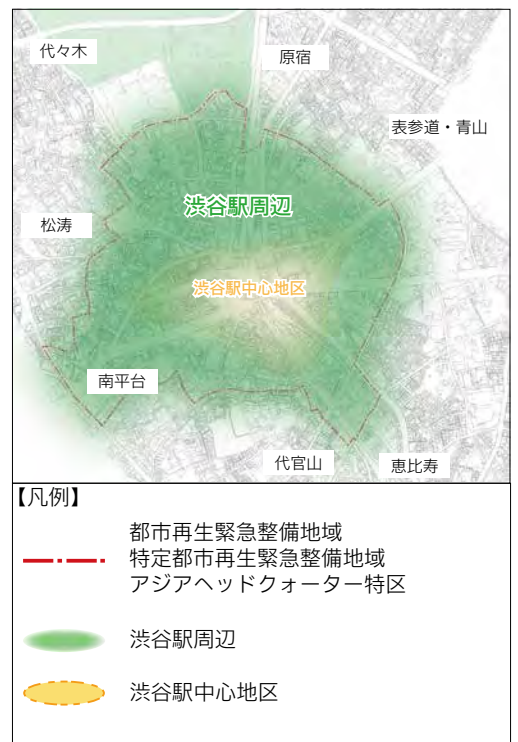 代々木
原宿
表参道・青山
渋谷駅周辺
松涛
渋谷駅中心地区
南平台
代官山
恵比寿
【凡例】
都市再生緊急整備地域
特定都市再生緊急整備地域
アジアヘッドクォーター特区
渋谷駅周辺
渋谷駅中心地区